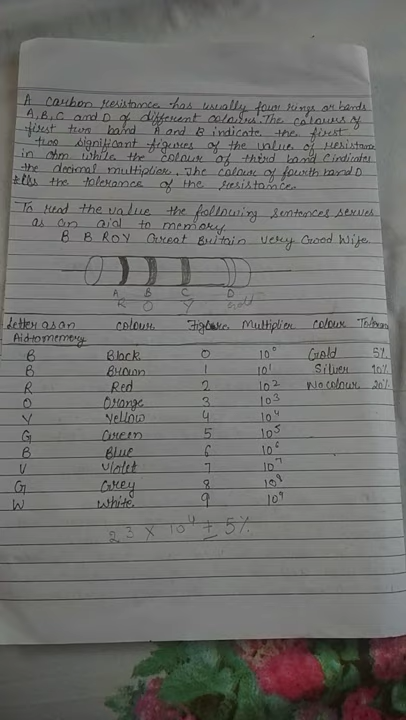 A carbon resistance has usually four rings or bands
A, B, C and D of different colours. The colours of
first two band A and B indicate the first
two significant figures of the value of resistance
in ohm while the colour of third band C indicates
the decimal multiplier. The colour of fourth band D
tells the tolerance of the resistance.
To read the value the following sentences serves
as an aid to memory
B B ROY Great Britain very Good Wife
A B C D
R O Y Gold
Letter as an Aid to memory colour Figure Multiplier colour Tolerance
B Black 0 10⁰ Gold 5%
B Brown 1 10¹ Silver 10%
R Red 2 10² No colour 20%
O Orange 3 10³
Y Yellow 4 10⁴
G Green 5 10⁵
B Blue 6 10⁶
V Violet 7 10⁷
G Grey 8 10⁸
W White 9 10⁹
23 × 10⁴ ± 5%